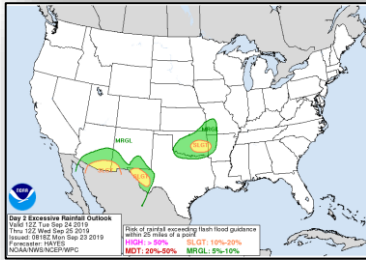 MRGL
MRGL
SLGT
SLGT
NOAA
Day 2 Excessive Rainfall Outlook
Valid 12Z Tue Sep 24 2019
Thru 12Z Wed Sep 25 2019
Issued: 0816Z Mon Sep 23 2019
Forecaster: HAYES
NOAA/NWS/NCEP/WPC
Risk of rainfall exceeding flash flood guidance
within 25 miles of a point
HIGH: > 50% SLGT: 10%-20%
MDT: 20%-50% MRGL: 5%-10%